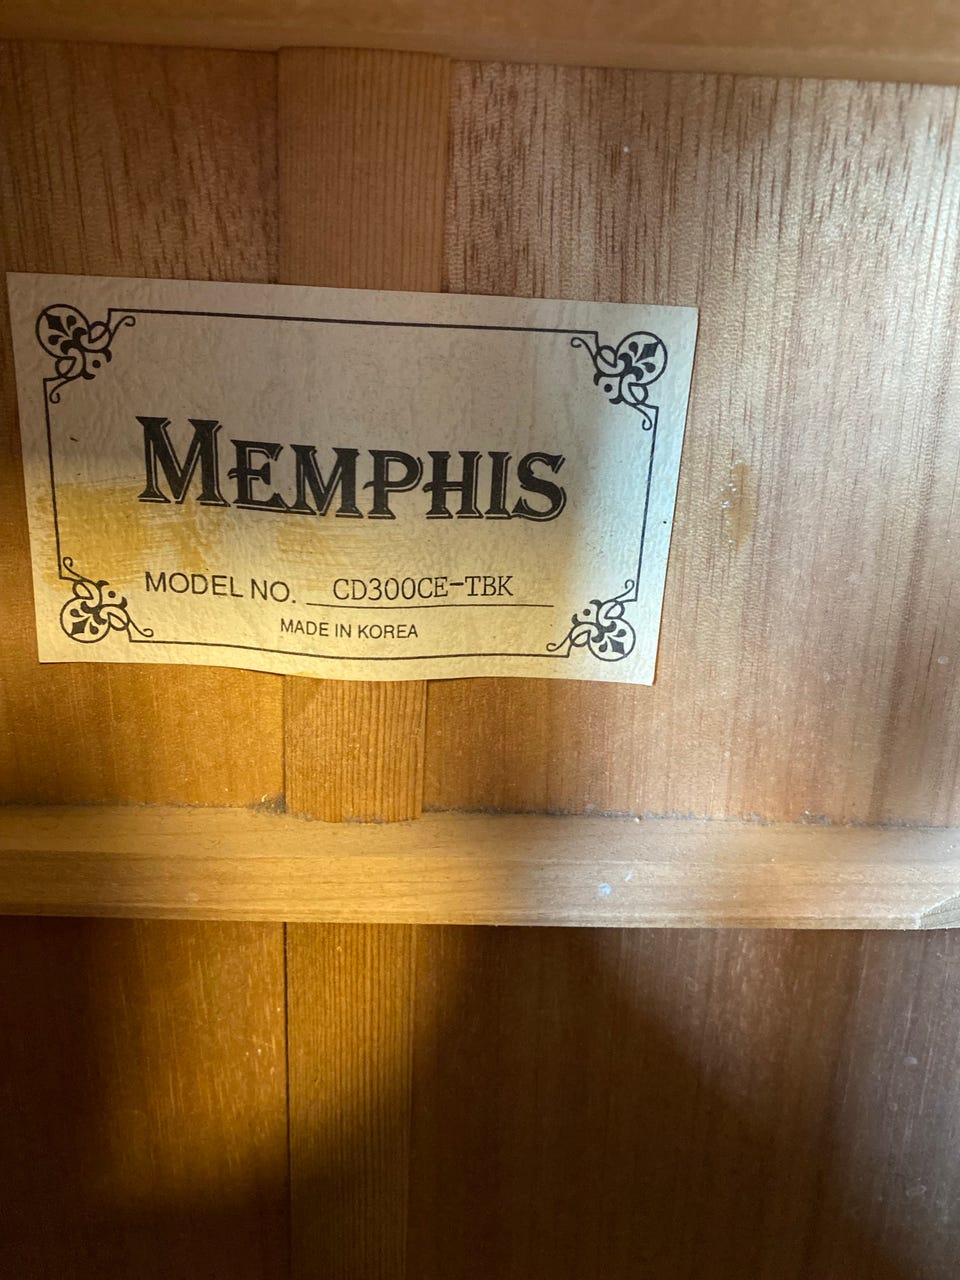 MEMPHIS
MODEL NO. CD300CE-TBK
MADE IN KOREA